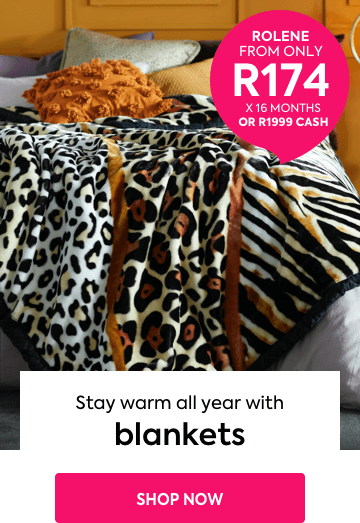 ROLENE
FROM ONLY
R174
X 16 MONTHS
OR R1999 CASH
Stay warm all year with
blankets
SHOP NOW